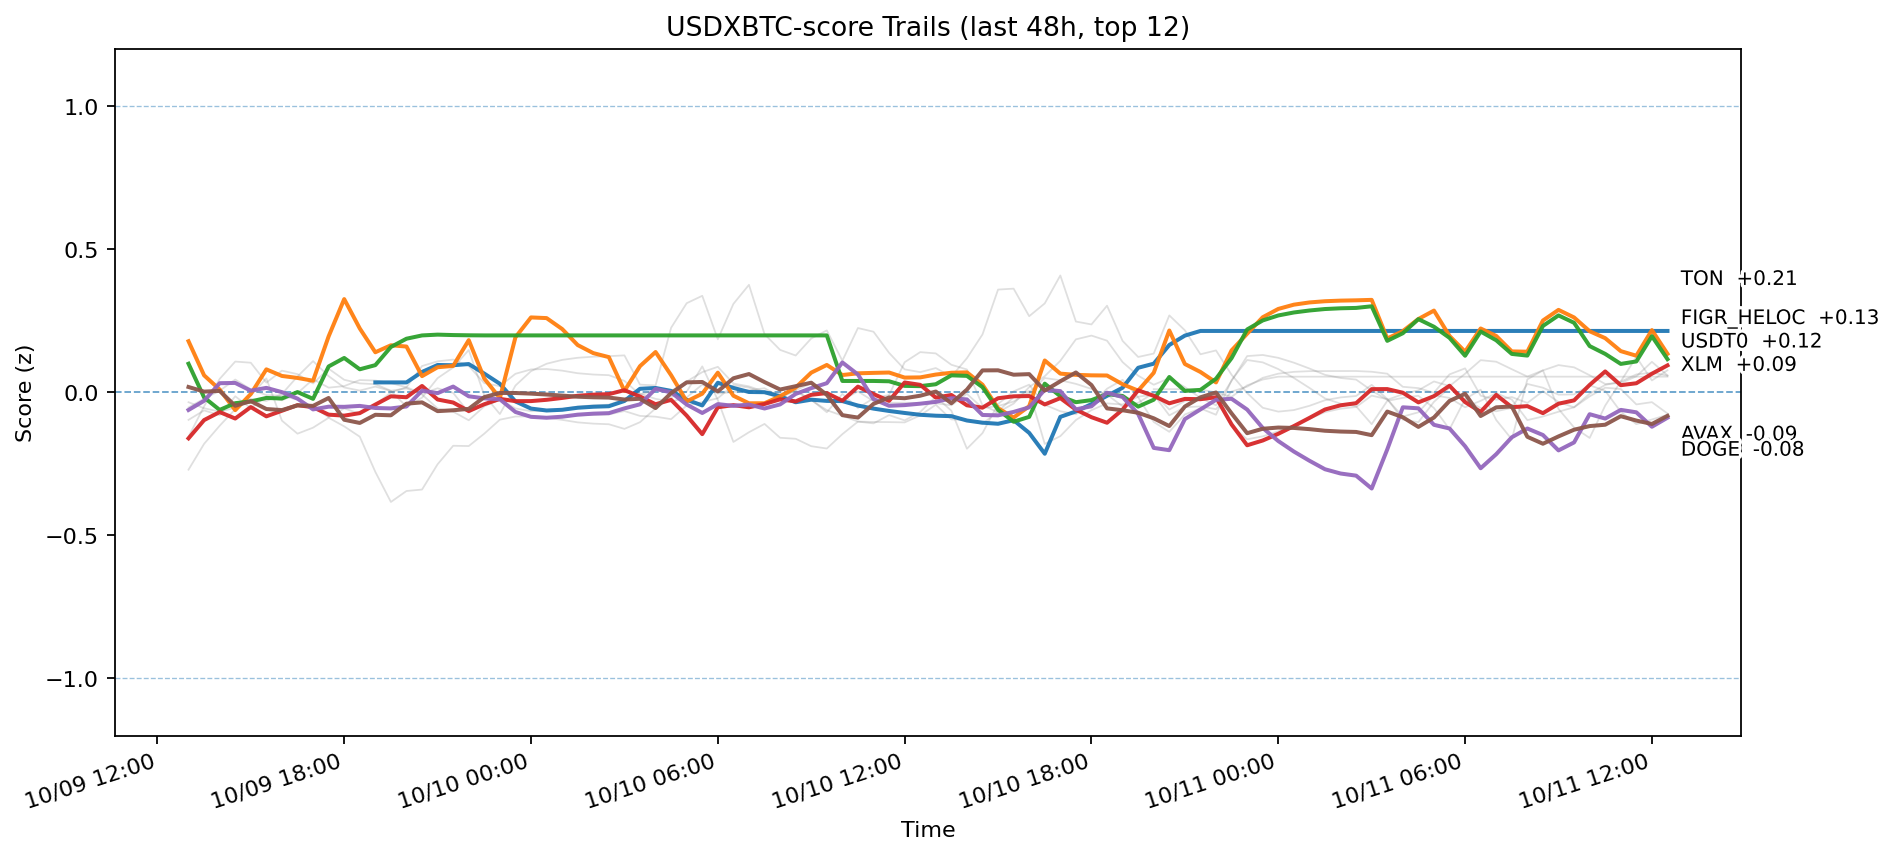 USDXBTC-score Trails (last 48h, top 12)
Score (z)
1.0
0.5
0.0
−0.5
−1.0
TON +0.21
FIGR_HELOC +0.13
USDT0 +0.12
XLM +0.09
AVAX -0.09
DOGE -0.08
10/09 12:00
10/09 18:00
10/10 00:00
10/10 06:00
10/10 12:00
10/10 18:00
10/11 00:00
10/11 06:00
10/11 12:00
Time